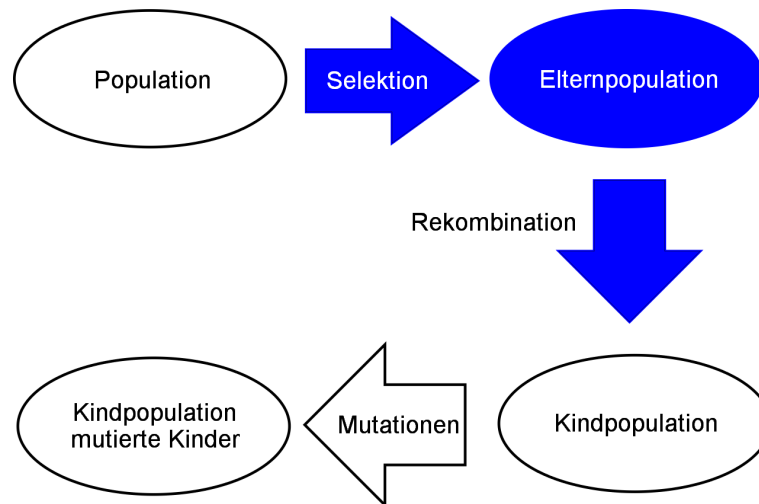 Population
Selektion
Elternpopulation
Rekombination
Kindpopulation
mutierte Kinder
Mutationen
Kindpopulation